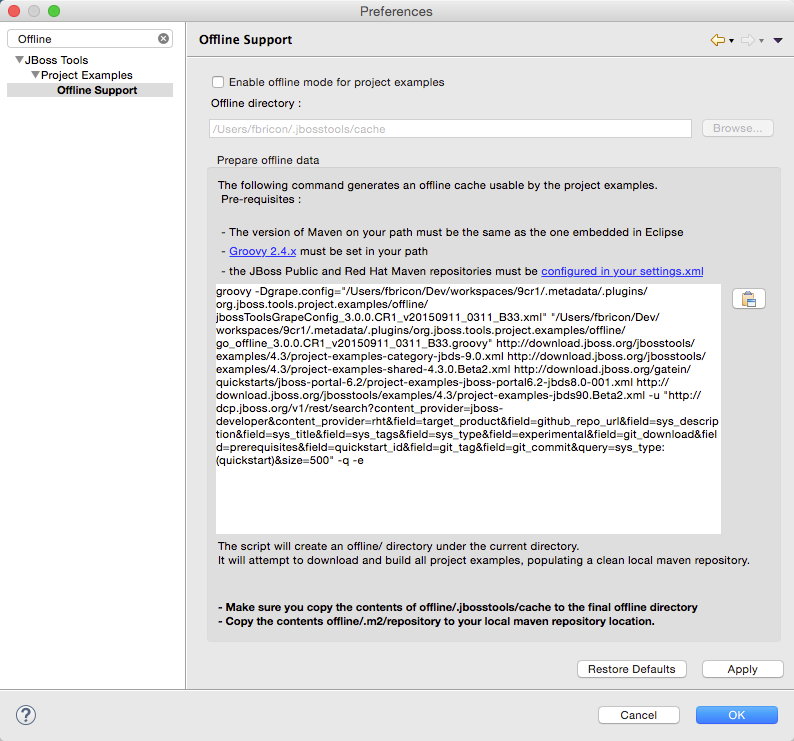 Preferences
Offline
Offline Support
JBoss Tools
Project Examples
Offline Support
Enable offline mode for project examples
Offline directory :
/Users/fbricon/.jbosstools/cache
Browse...
Prepare offline data
The following command generates an offline cache usable by the project examples.
Pre-requisites :
- The version of Maven on your path must be the same as the one embedded in Eclipse
- Groovy 2.4.x must be set in your path
- the JBoss Public and Red Hat Maven repositories must be configured in your settings.xml
groovy -Dgrape.config="/Users/fbricon/Dev/workspaces/9cr1/.metadata/.plugins/
org.jboss.tools.project.examples/offline/
jbossToolsGrapeConfig_3.0.0.CR1_v20150911_0311_B33.xml" "/Users/fbricon/Dev/
workspaces/9cr1/.metadata/.plugins/org.jboss.tools.project.examples/offline/
go_offline_3.0.0.CR1_v20150911_0311_B33.groovy" http://download.jboss.org/jbosstools/
examples/4.3/project-examples-category-jbds-9.0.xml http://download.jboss.org/jbosstools/
examples/4.3/project-examples-shared-4.3.0.Beta2.xml http://download.jboss.org/gatein/
quickstarts/jboss-portal-6.2/project-examples-jboss-portal6.2-jbds8.0-001.xml http://
download.jboss.org/jbosstools/examples/4.3/project-examples-jbds90.Beta2.xml -u "http://
dcp.jboss.org/v1/rest/search?content_provider=jboss-
developer&content_provider=rht&field=target_product&field=github_repo_url&field=sys_descrip
tion&field=sys_title&field=sys_tags&field=sys_type&field=experimental&field=git_download&field
=prerequisites&field=quickstart_id&field=git_tag&field=git_commit&query=sys_type:
(quickstart)&size=500" -q -e
The script will create an offline/ directory under the current directory.
It will attempt to download and build all project examples, populating a clean local maven repository.
- Make sure you copy the contents of offline/.jbosstools/cache to the final offline directory
- Copy the contents offline/.m2/repository to your local maven repository location.
Restore Defaults
Apply
?
Cancel
OK